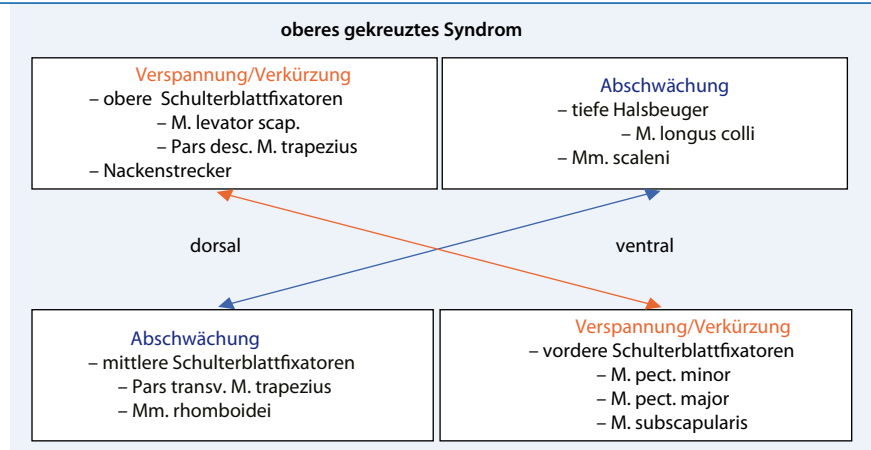 oberes gekreuztes Syndrom
Verspannung/Verkürzung
– obere Schulterblattfixatoren
– M. levator scap.
– Pars desc. M. trapezius
– Nackenstrecker
Abschwächung
– tiefe Halsbeuger
– M. longus colli
– Mm. scaleni
dorsal
ventral
Abschwächung
– mittlere Schulterblattfixatoren
– Pars transv. M. trapezius
– Mm. rhomboidei
Verspannung/Verkürzung
– vordere Schulterblattfixatoren
– M. pect. minor
– M. pect. major
– M. subscapularis